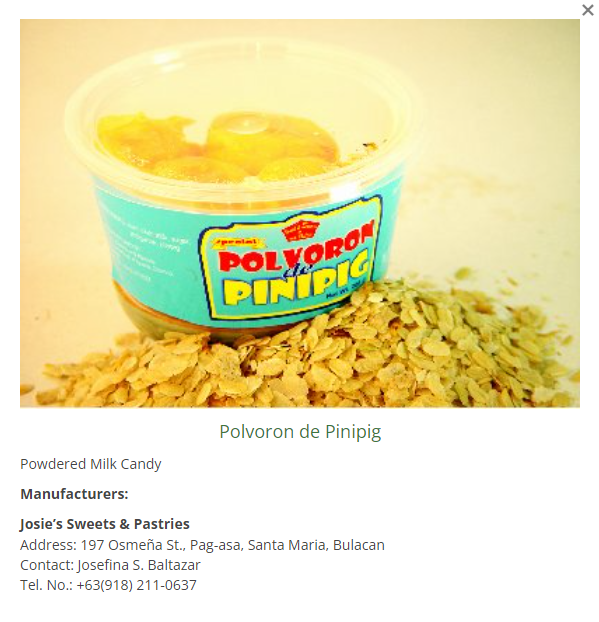 Special
POLVORON
de
PINIPIG
Net Wt.
Polvoron de Pinipig
Powdered Milk Candy
Manufacturers:
Josie’s Sweets & Pastries
Address: 197 Osmeña St., Pag-asa, Santa Maria, Bulacan
Contact: Josefina S. Baltazar
Tel. No.: +63(918) 211-0637